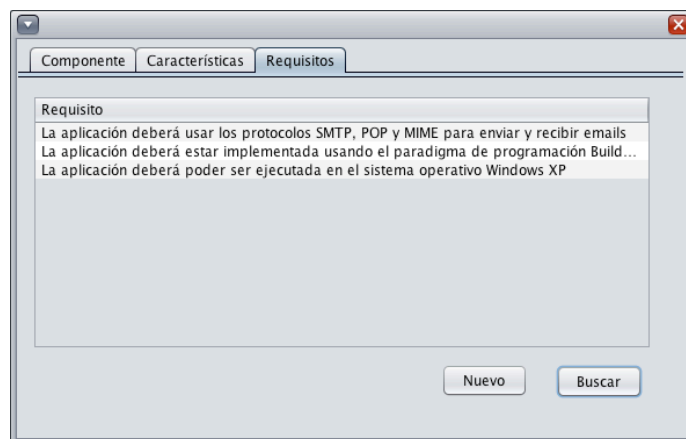 Componente Características Requisitos
Requisito
La aplicación deberá usar los protocolos SMTP, POP y MIME para enviar y recibir emails
La aplicación deberá estar implementada usando el paradigma de programación Build...
La aplicación deberá poder ser ejecutada en el sistema operativo Windows XP
Nuevo Buscar